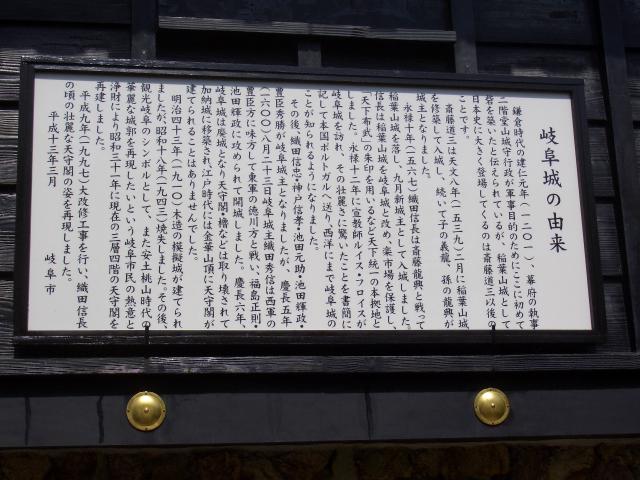 岐阜城の由来
鎌倉時代の建仁元年(一二〇一)、幕府の執事
二階堂山城守行政が軍事目的のためにここに初めて
砦を築いたと伝えられているが、稲葉山城として
日本史に大きく登場してくるのは斎藤道三以後の
ことです。
斎藤道三は天文八年(一五三九)二月に稲葉山城
を修築して入城し、続いて子の義龍、孫の龍興が
城主となりました。
永禄十年(一五六七)織田信長は斎藤龍興と戦って
稲葉山城を落し、九月新城主として入城しました。
信長は稲葉山城を岐阜城と改め、楽市場を保護し、
「天下布武」の朱印を用いるなど天下統一の本拠地と
しました。永禄十二年に宣教師ルイス・フロイスが
岐阜城を訪れ、その壮麗さに驚いたことを書簡に
記して本国ポルトガルへ送り、西洋にまで岐阜城の
ことが知られるようになりました。
その後、織田信忠・神戸信孝・池田元助・池田輝政・
豊臣秀勝が岐阜城主となりましたが、慶長五年
(一六〇〇)八月二十三日岐阜城主織田秀信は西軍の
豊臣方に味方して東軍の徳川方と戦い、福島正則・
池田輝政に攻められて開城しました。慶長六年、
岐阜城は廃城となり天守閣・櫓などは取り壊されて
加納城に移築され、江戸時代には金華山頂に天守閣が
建てられることはありませんでした。
明治四十三年(一九一〇)木造の模擬城が建てられ
ましたが、昭和十八年(一九四三)焼失しました。その後、
観光岐阜のシンボルとして、また安土桃山時代の
華麗な城郭を再現したいという岐阜市民の熱意と
浄財により昭和三十一年に現在の三層四階の天守閣を
再建しました。
平成九年(一九九七)大改修工事を行い、織田信長
の頃の壮麗な天守閣の姿を再現しました。
平成十三年三月 岐阜市